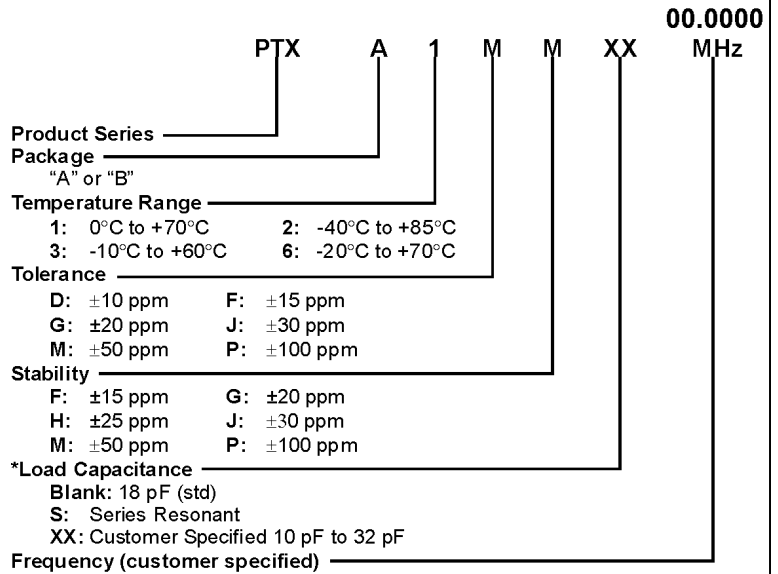 00.0000
PTX A 1 M M XX MHz
Product Series
Package
"A" or "B"
Temperature Range
1: 0°C to +70°C 2: -40°C to +85°C
3: -10°C to +60°C 6: -20°C to +70°C
Tolerance
D: ±10 ppm F: ±15 ppm
G: ±20 ppm J: ±30 ppm
M: ±50 ppm P: ±100 ppm
Stability
F: ±15 ppm G: ±20 ppm
H: ±25 ppm J: ±30 ppm
M: ±50 ppm P: ±100 ppm
*Load Capacitance
Blank: 18 pF (std)
S: Series Resonant
XX: Customer Specified 10 pF to 32 pF
Frequency (customer specified)